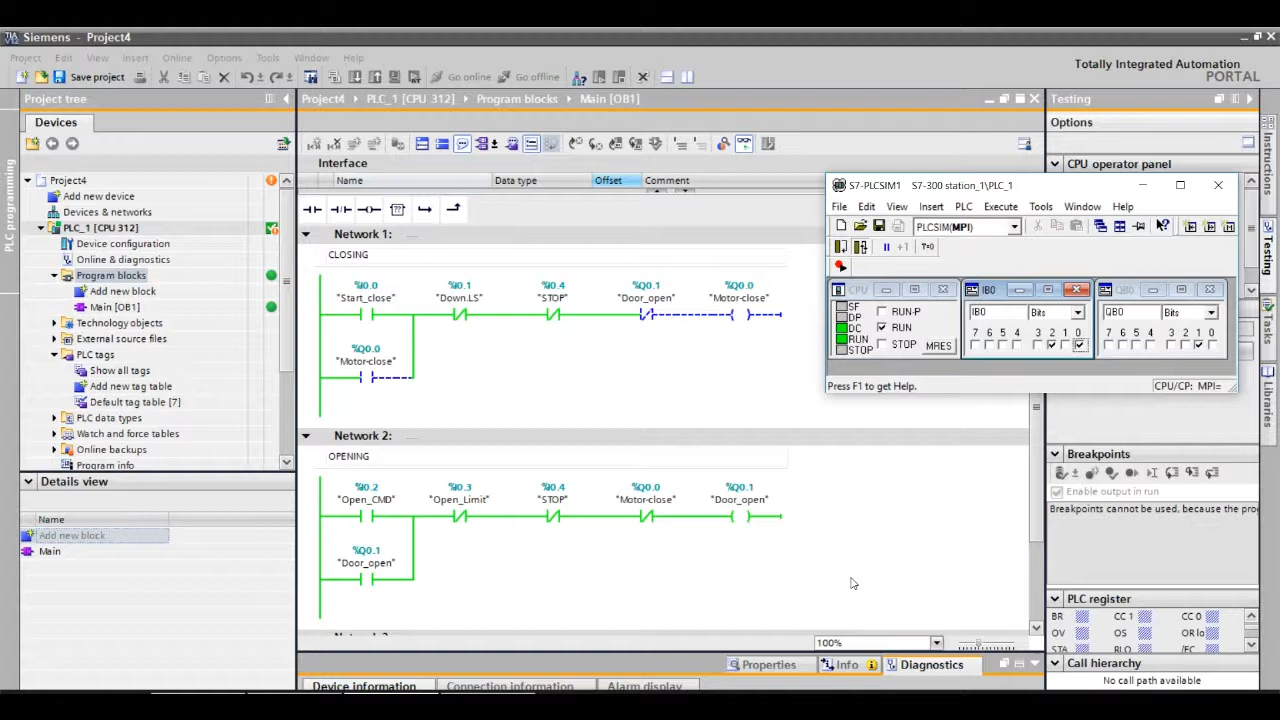 Siemens - Project4
Project Edit View Insert Online Options Tools Window Help
Totally Integrated Automation
PORTAL
Save project
Go online
Go offline
Project tree
Devices
PLC programming
Project4
Add new device
Devices & networks
PLC_1 [CPU 312]
Device configuration
Online & diagnostics
Program blocks
Add new block
Main [OB1]
Technology objects
External source files
PLC tags
Show all tags
Add new tag table
Default tag table [7]
PLC data types
Watch and force tables
Online backups
Program info
Details view
Name
Add new block
Main
Project4 PLC_1 [CPU 312] Program blocks Main [OB1]
Interface
Name Data type Offset Comment
Network 1:
CLOSING
%I0.0 %I0.1 %I0.4 %Q0.1 %Q0.0
"Start_close" "Down.LS" "STOP" "Door_open" "Motor-close"
%Q0.0
"Motor-close"
Network 2:
OPENING
%I0.2 %I0.3 %I0.4 %Q0.0 %Q0.1
"Open_CMD" "Open_Limit" "STOP" "Motor-close" "Door_open"
%Q0.1
"Door_open"
100%
Properties Info Diagnostics
Device information Connection information Alarm display
S7-PLCSIM1 S7-300 station_1\PLC_1
File Edit View Insert PLC Execute Tools Window Help
PLCSIM(MPI)
+1 T=0
CPU
SF
DP
DC
RUN
STOP
RUN-P
RUN
STOP
MRES
IB0
IB0 Bits
7 6 5 4 3 2 1 0
QB0
QB0 Bits
7 6 5 4 3 2 1 0
Press F1 to get Help.
CPU/CP: MPI=
Testing
Options
CPU operator panel
Breakpoints
Enable output in run
Breakpoints cannot be used, because the prog
PLC register
BR CC 1 CC 0
OV OS OR
STA RLO /FC
Call hierarchy
No call path available
Instructions
Testing
Tasks
Libraries